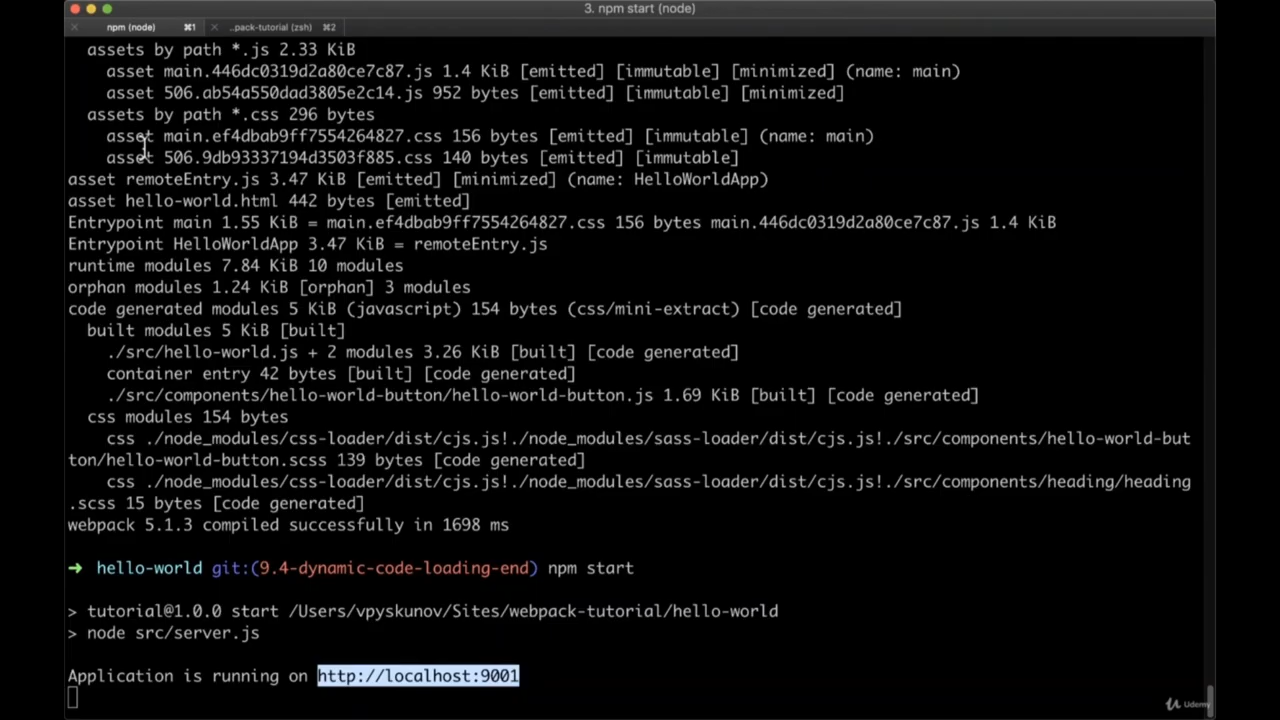 3. npm start (node)
npm (node) ⌘1 ..pack-tutorial (zsh) ⌘2
assets by path *.js 2.33 KiB
asset main.446dc0319d2a80ce7c87.js 1.4 KiB [emitted] [immutable] [minimized] (name: main)
asset 506.ab54a550dad3805e2c14.js 952 bytes [emitted] [immutable] [minimized]
assets by path *.css 296 bytes
asset main.ef4dbab9ff7554264827.css 156 bytes [emitted] [immutable] (name: main)
asset 506.9db93337194d3503f885.css 140 bytes [emitted] [immutable]
asset remoteEntry.js 3.47 KiB [emitted] [minimized] (name: HelloWorldApp)
asset hello-world.html 442 bytes [emitted]
Entrypoint main 1.55 KiB = main.ef4dbab9ff7554264827.css 156 bytes main.446dc0319d2a80ce7c87.js 1.4 KiB
Entrypoint HelloWorldApp 3.47 KiB = remoteEntry.js
runtime modules 7.84 KiB 10 modules
orphan modules 1.24 KiB [orphan] 3 modules
code generated modules 5 KiB (javascript) 154 bytes (css/mini-extract) [code generated]
built modules 5 KiB [built]
./src/hello-world.js + 2 modules 3.26 KiB [built] [code generated]
container entry 42 bytes [built] [code generated]
./src/components/hello-world-button/hello-world-button.js 1.69 KiB [built] [code generated]
css modules 154 bytes
css ./node_modules/css-loader/dist/cjs.js!./node_modules/sass-loader/dist/cjs.js!./src/components/hello-world-but
ton/hello-world-button.scss 139 bytes [code generated]
css ./node_modules/css-loader/dist/cjs.js!./node_modules/sass-loader/dist/cjs.js!./src/components/heading/heading
.scss 15 bytes [code generated]
webpack 5.1.3 compiled successfully in 1698 ms
➜ hello-world git:(9.4-dynamic-code-loading-end) npm start
> tutorial@1.0.0 start /Users/vpyskunov/Sites/webpack-tutorial/hello-world
> node src/server.js
Application is running on http://localhost:9001
Udemy